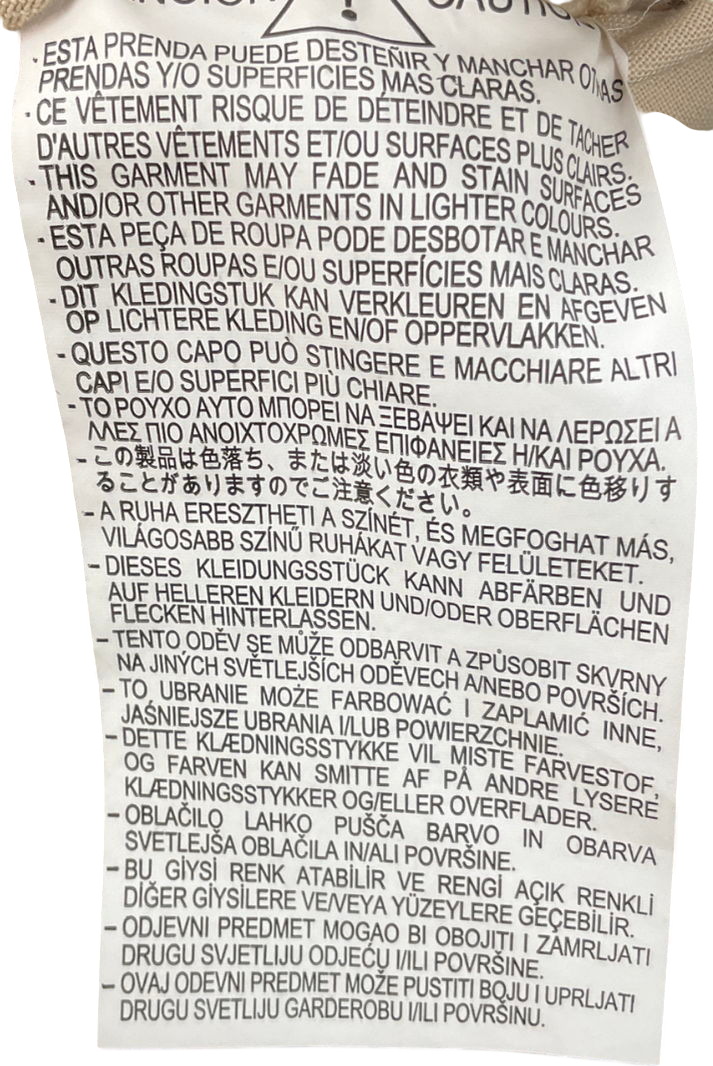 - ESTA PRENDA PUEDE DESTEÑIR Y MANCHAR OTRAS
PRENDAS Y/O SUPERFICIES MAS CLARAS.
- CE VÊTEMENT RISQUE DE DÉTEINDRE ET DE TACHER
D'AUTRES VÊTEMENTS ET/OU SURFACES PLUS CLAIRS.
- THIS GARMENT MAY FADE AND STAIN SURFACES
AND/OR OTHER GARMENTS IN LIGHTER COLOURS.
- ESTA PEÇA DE ROUPA PODE DESBOTAR E MANCHAR
OUTRAS ROUPAS E/OU SUPERFÍCIES MAIS CLARAS.
- DIT KLEDINGSTUK KAN VERKLEUREN EN AFGEVEN
OP LICHTERE KLEDING EN/OF OPPERVLAKKEN.
- QUESTO CAPO PUÒ STINGERE E MACCHIARE ALTRI
CAPI E/O SUPERFICI PIÙ CHIARE.
- ΤΟ ΡΟΥΧΟ ΑΥΤΟ ΜΠΟΡΕΙ ΝΑ ΞΕΒΑΨΕΙ ΚΑΙ ΝΑ ΛΕΡΩΣΕΙ Α
ΛΛΕΣ ΠΙΟ ΑΝΟΙΧΤΟΧΡΩΜΕΣ ΕΠΙΦΑΝΕΙΕΣ Η/ΚΑΙ ΡΟΥΧΑ.
- この製品は色落ち、または淡い色の衣類や表面に色移りす
ることがありますのでご注意ください。
- A RUHA ERESZTHETI A SZÍNÉT, ÉS MEGFOGHAT MÁS,
VILÁGOSABB SZÍNŰ RUHÁKAT VAGY FELÜLETEKET.
- DIESES KLEIDUNGSSTÜCK KANN ABFÄRBEN UND
AUF HELLEREN KLEIDERN UND/ODER OBERFLÄCHEN
FLECKEN HINTERLASSEN.
- TENTO ODĚV SE MŮŽE ODBARVIT A ZPŮSOBIT SKVRNY
NA JINÝCH SVĚTLEJŠÍCH ODĚVECH A/NEBO POVRŠÍCH.
- TO UBRANIE MOŻE FARBOWAĆ I ZAPLAMIĆ INNE,
JAŚNIEJSZE UBRANIA I/LUB POWIERZCHNIE.
- DETTE KLÆDNINGSSTYKKE VIL MISTE FARVESTOF,
OG FARVEN KAN SMITTE AF PÅ ANDRE LYSERE
KLÆDNINGSSTYKKER OG/ELLER OVERFLADER.
- OBLAČILO LAHKO PUŠČA BARVO IN OBARVA
SVETLEJŠA OBLAČILA IN/ALI POVRŠINE.
- BU GİYSİ RENK ATABİLİR VE RENGİ AÇIK RENKLİ
DİĞER GİYSİLERE VE/VEYA YÜZEYLERE GEÇEBİLİR.
- ODJEVNI PREDMET MOGAO BI OBOJITI I ZAMRLJATI
DRUGU SVJETLIJU ODJEĆU I/ILI POVRŠINE.
- OVAJ ODEVNI PREDMET MOŽE PUSTITI BOJU I UPRLJATI
DRUGU SVETLIJU GARDEROBU I/ILI POVRŠINU.